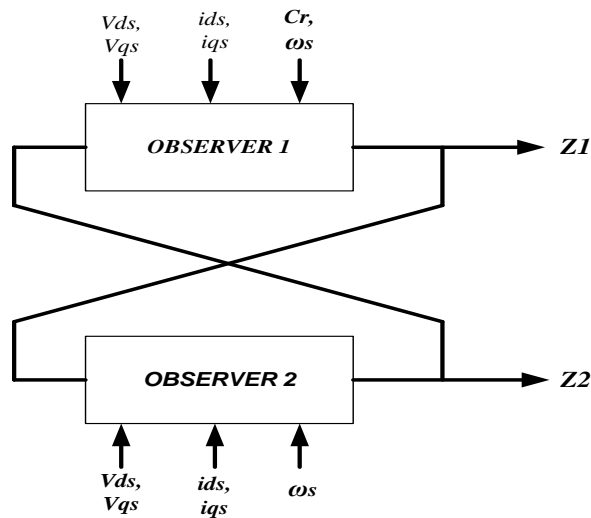 Vds,
Vqs
ids,
iqs
Cr,
ωs
OBSERVER 1
Z1
OBSERVER 2
Z2
Vds,
Vqs
ids,
iqs
ωs